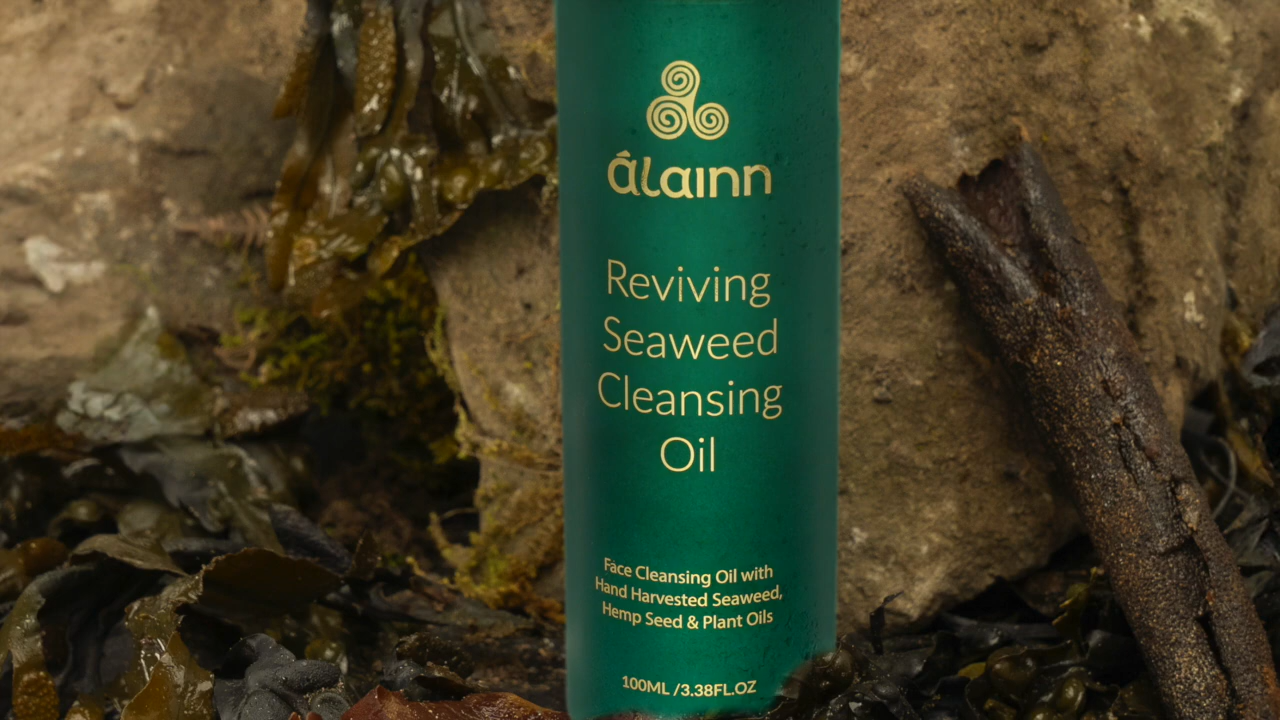 álaınn
Reviving
Seaweed
Cleansing
Oil
Face Cleansing Oil with
Hand Harvested Seaweed,
Hemp Seed & Plant Oils
100ML /3.38FL.OZ